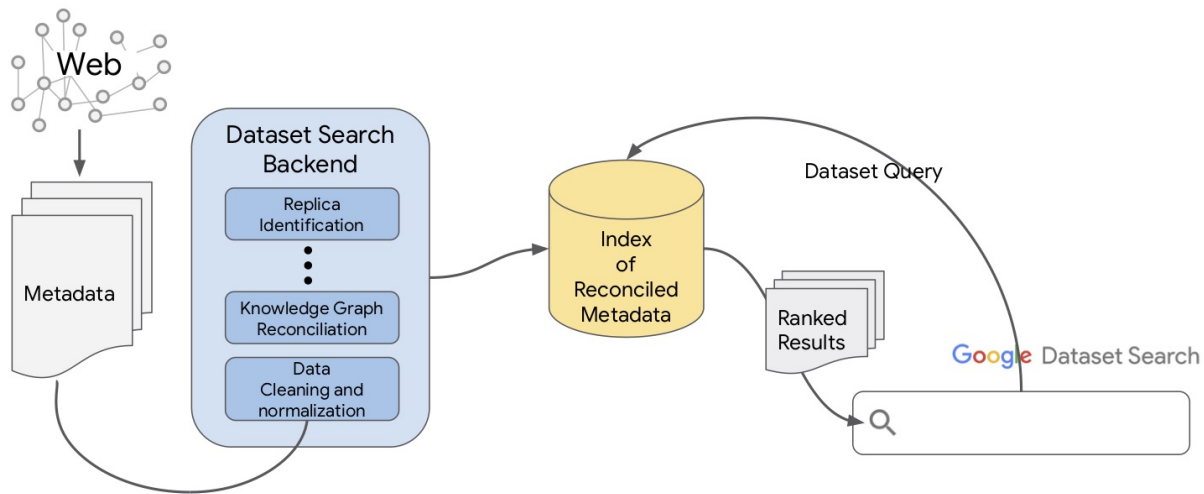 Web
Metadata
Dataset Search
Backend
Replica
Identification
Knowledge Graph
Reconciliation
Data
Cleaning and
normalization
Index
of
Reconciled
Metadata
Dataset Query
Ranked
Results
Google Dataset Search